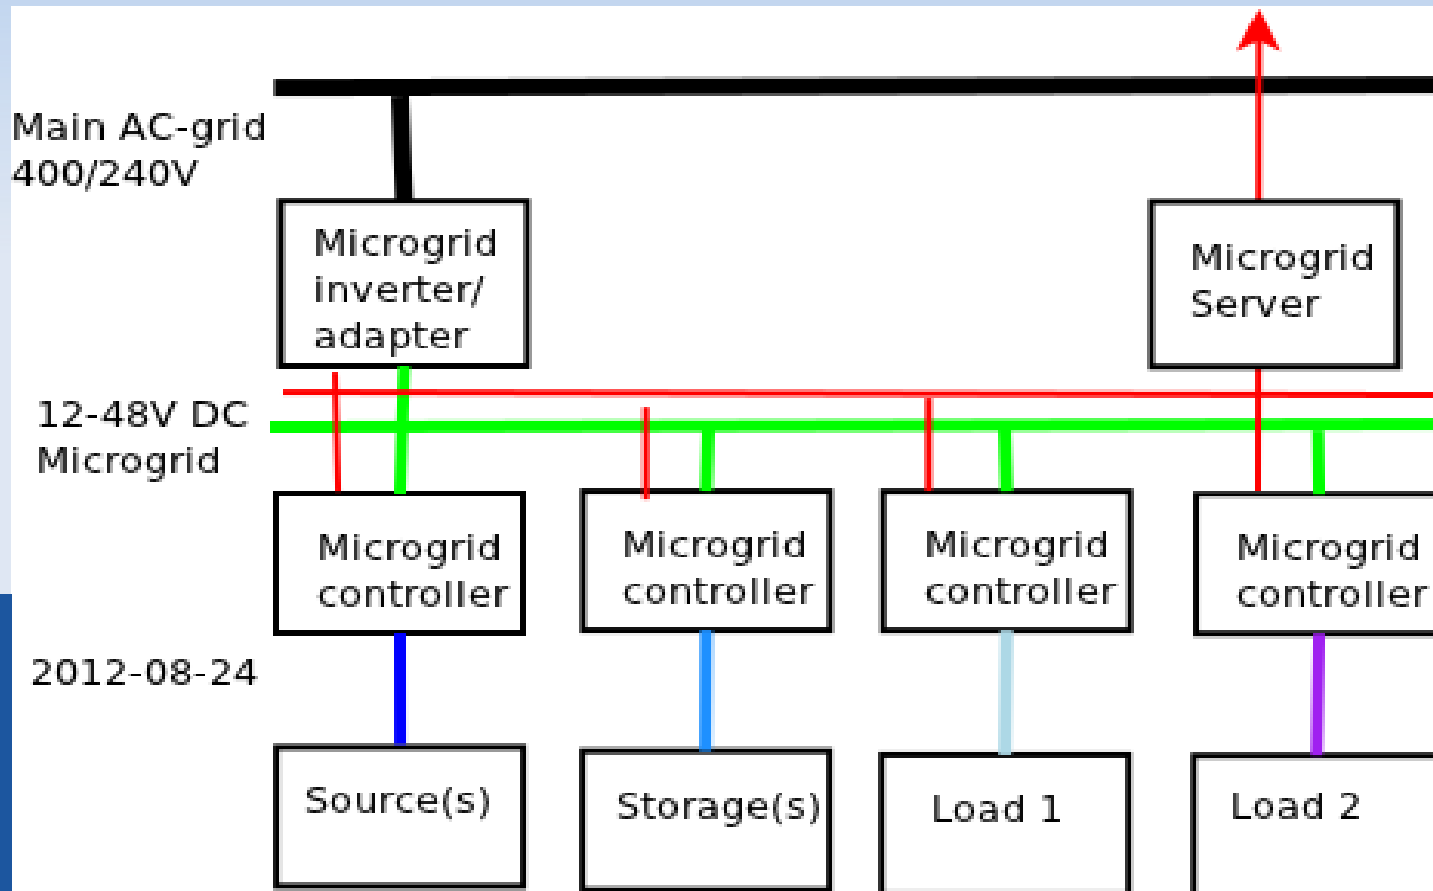 Main AC-grid
400/240V
Microgrid
inverter/
adapter
Microgrid
Server
12-48V DC
Microgrid
Microgrid
controller
Microgrid
controller
Microgrid
controller
Microgrid
controller
2012-08-24
Source(s)
Storage(s)
Load 1
Load 2